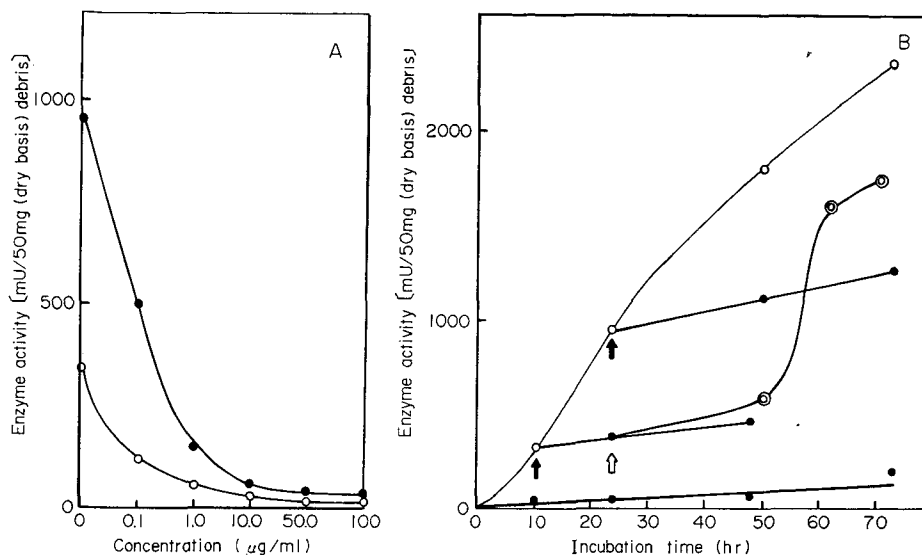 A
Enzyme activity [mU/50mg (dry basis) debris]
1000
500
0
0 0.1 1.0 10.0 50.0 100
Concentration ( μg/ml)
B
Enzyme activity [mU/50mg (dry basis) debris]
2000
1000
0
0 10 20 30 40 50 60 70
Incubation time (hr)